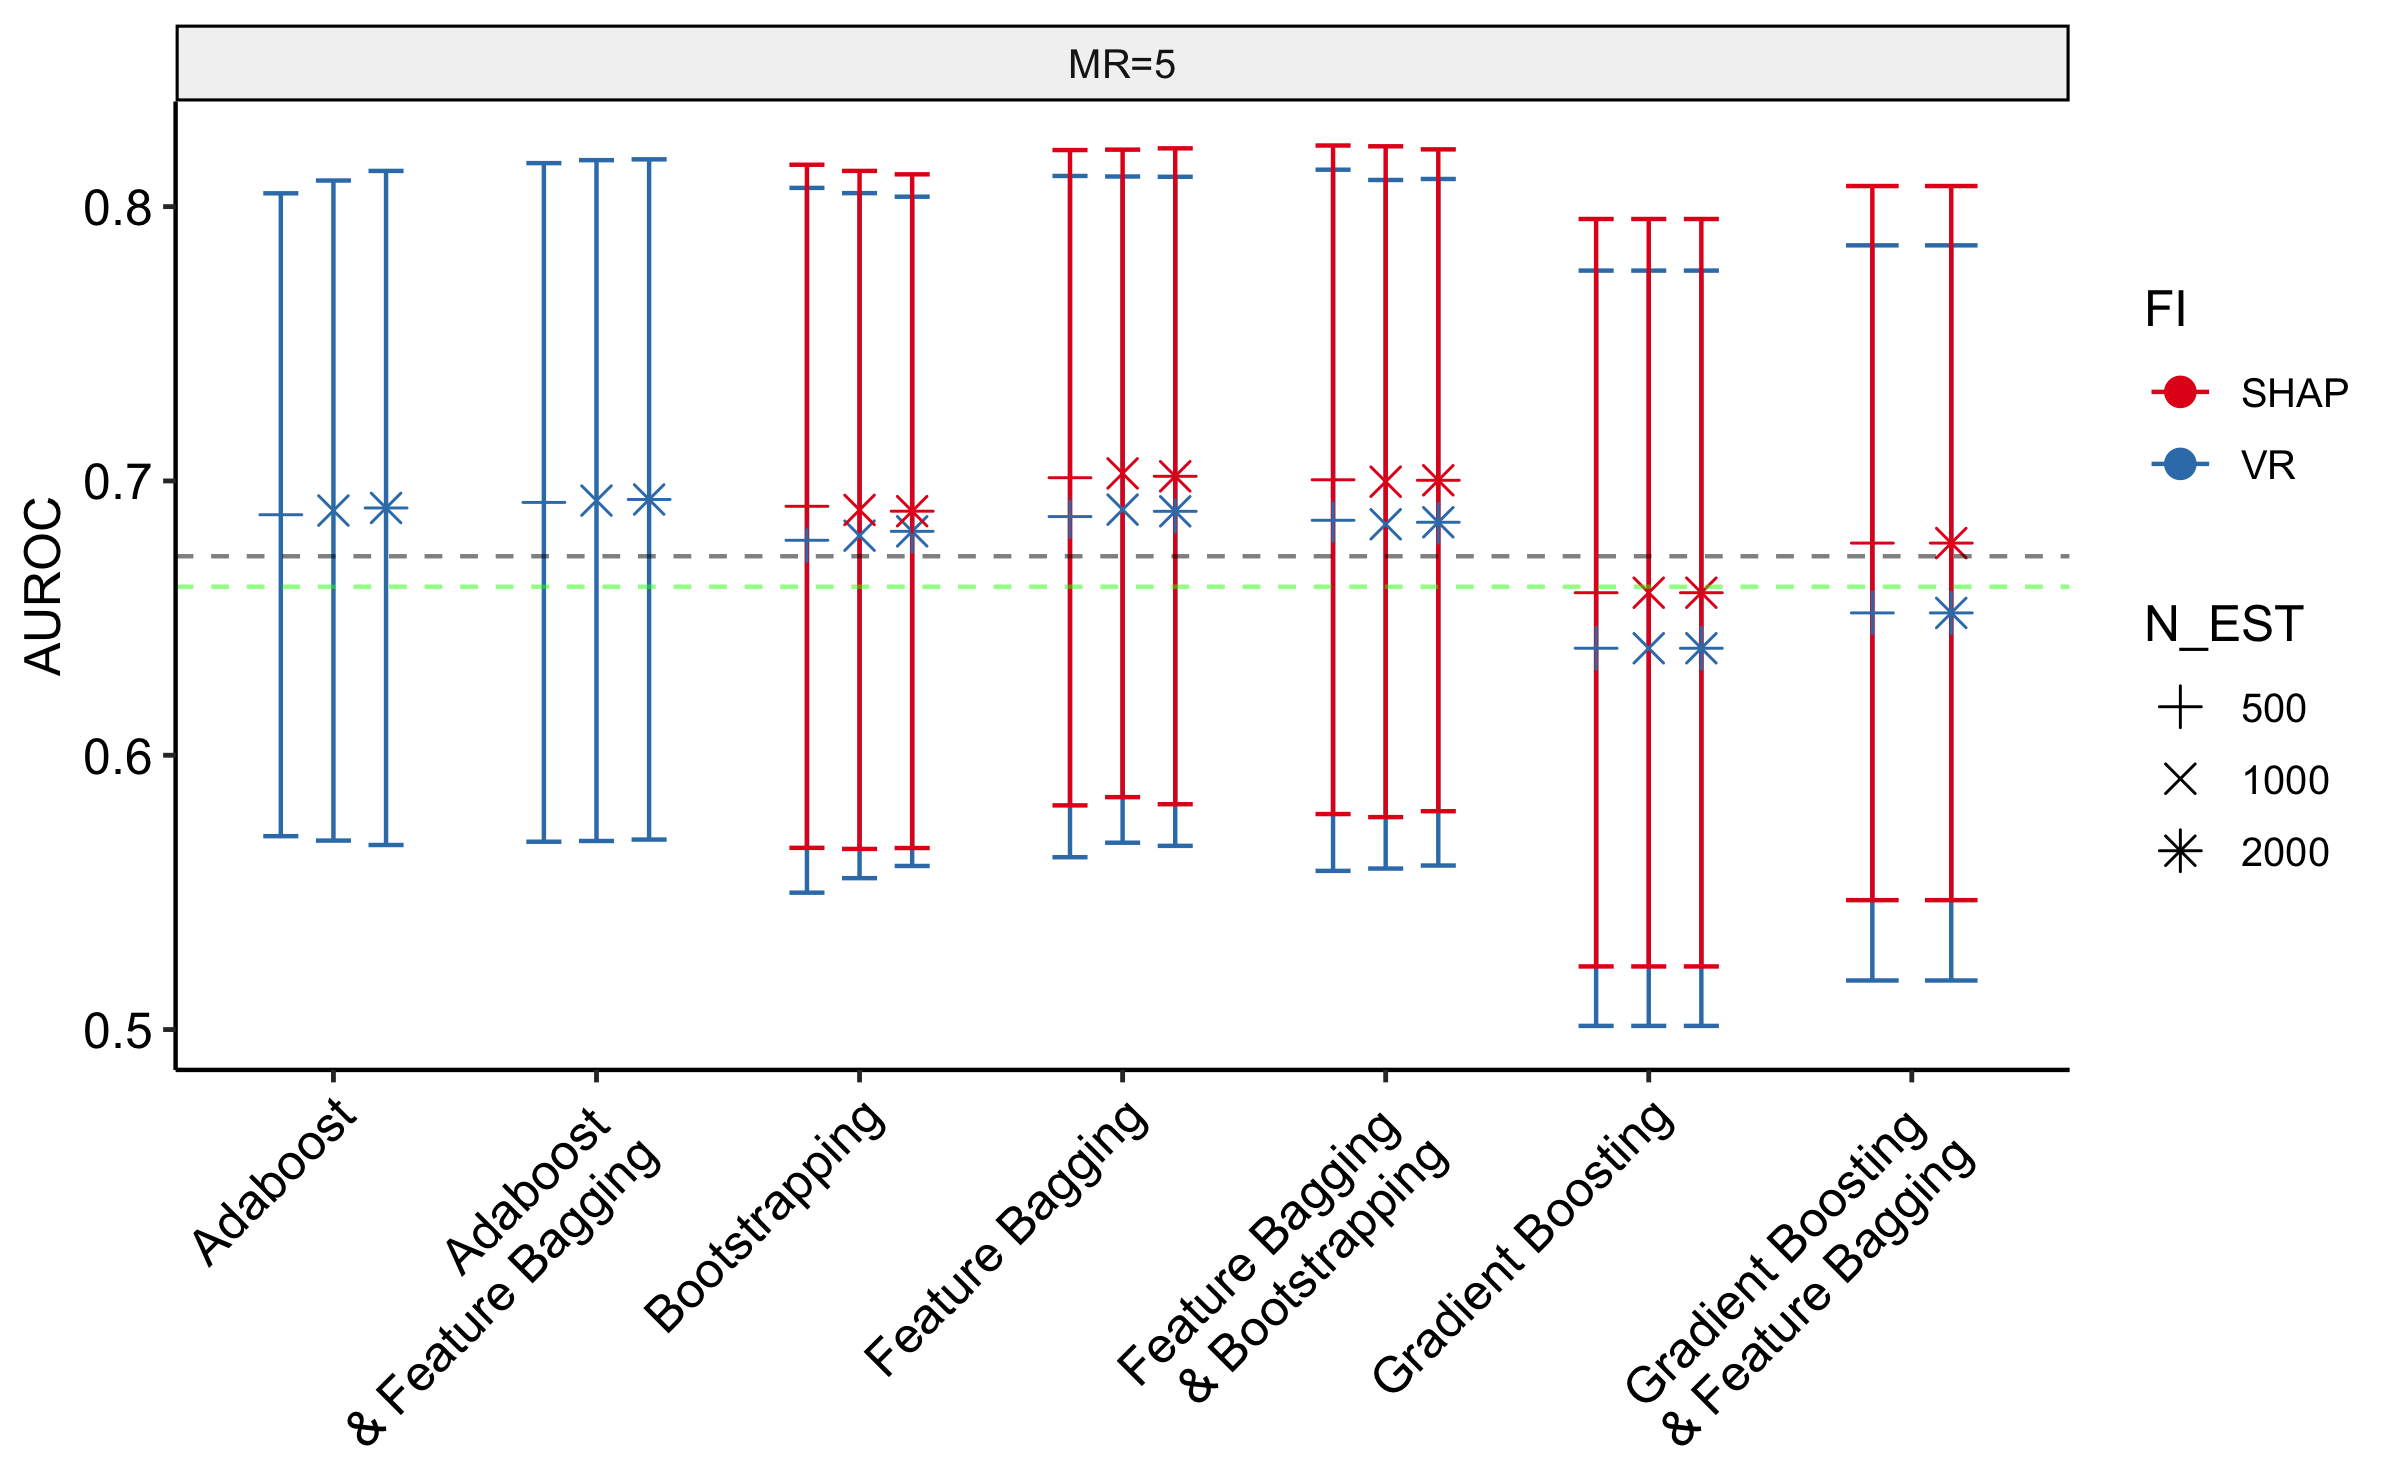 MR=5
AUROC
0.8
0.7
0.6
0.5
Adaboost
Adaboost
& Feature Bagging
Bootstrapping
Feature Bagging
Feature Bagging
& Bootstrapping
Gradient Boosting
Gradient Boosting
& Feature Bagging
FI
SHAP
VR
N_EST
500
1000
2000